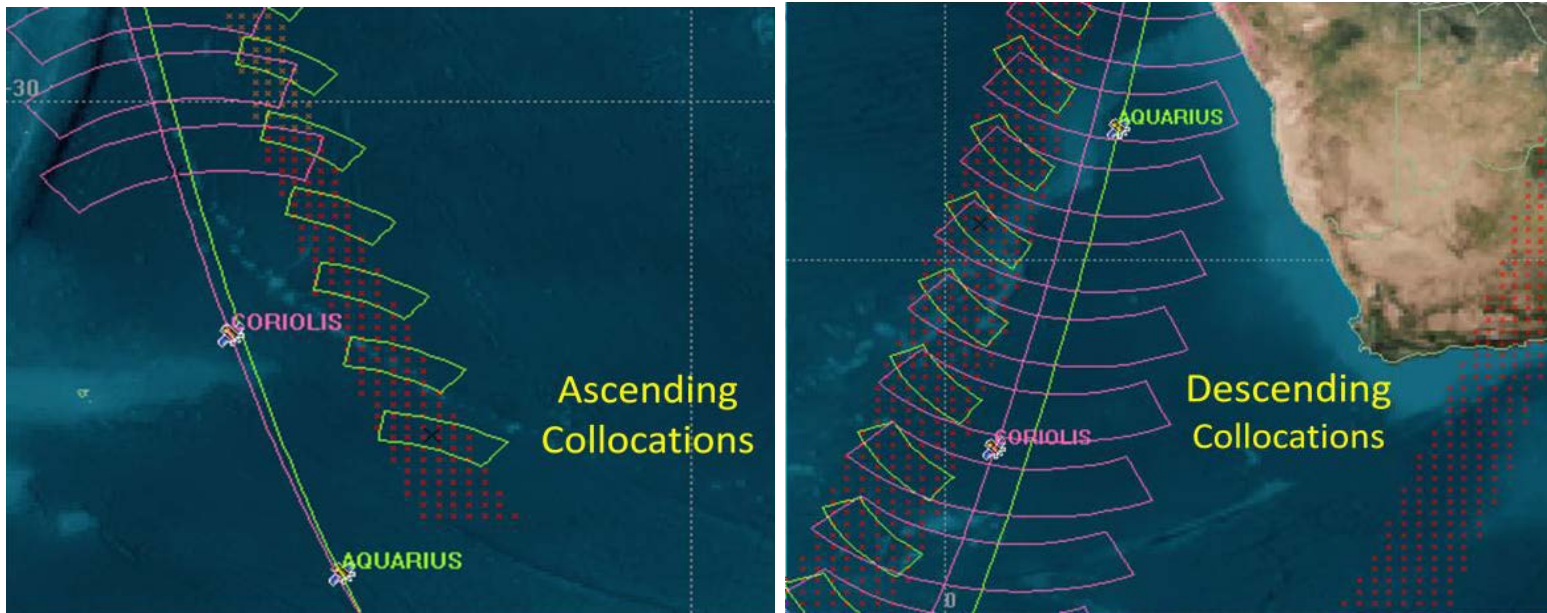 -30
CORIOLIS
Ascending
Collocations
AQUARIUS
AQUARIUS
Descending
Collocations
CORIOLIS
0